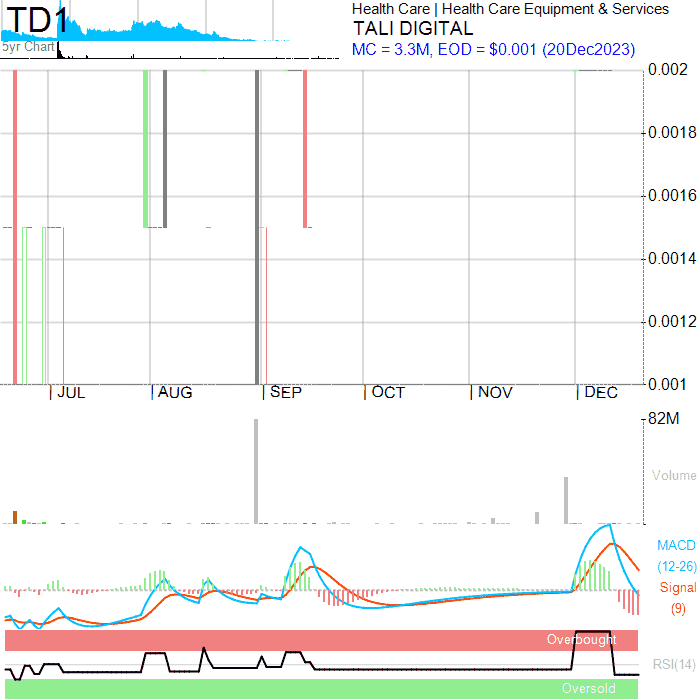 TD1
Health Care | Health Care Equipment & Services
TALI DIGITAL
MC = 3.3M, EOD = $0.001 (20Dec2023)
5yr Chart
0.002
0.0018
0.0016
0.0014
0.0012
0.001
JUL
AUG
SEP
OCT
NOV
DEC
82M
Volume
MACD
(12-26)
Signal
(9)
Overbought
RSI(14)
Oversold